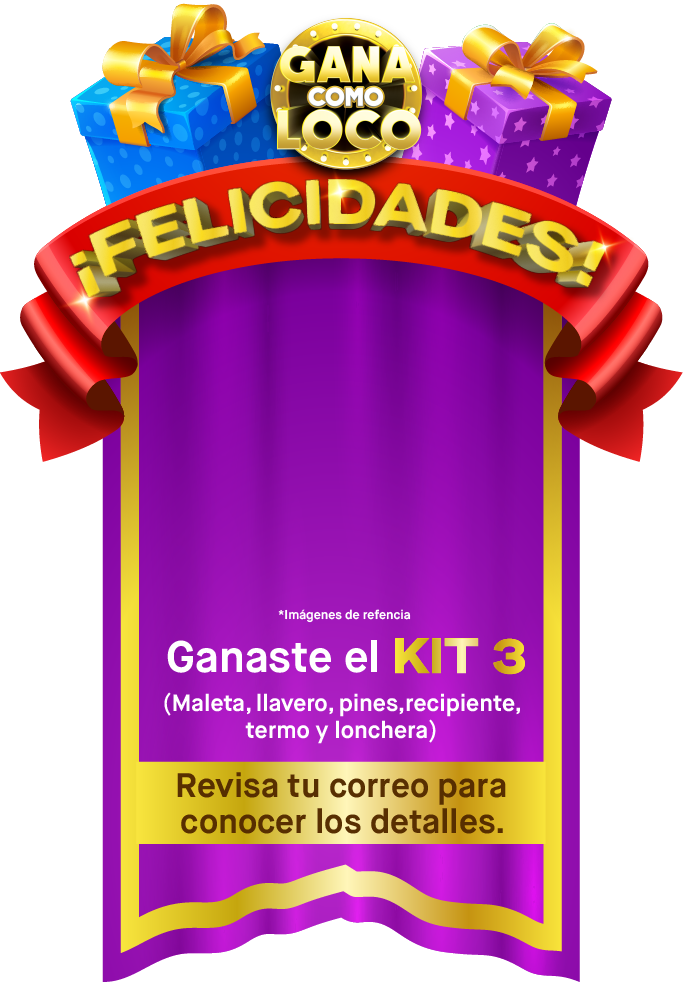 GANA
COMO
LOCO
¡FELICIDADES!
*Imágenes de refencia
Ganaste el KIT 3
(Maleta, llavero, pines,recipiente,
termo y lonchera)
Revisa tu correo para
conocer los detalles.